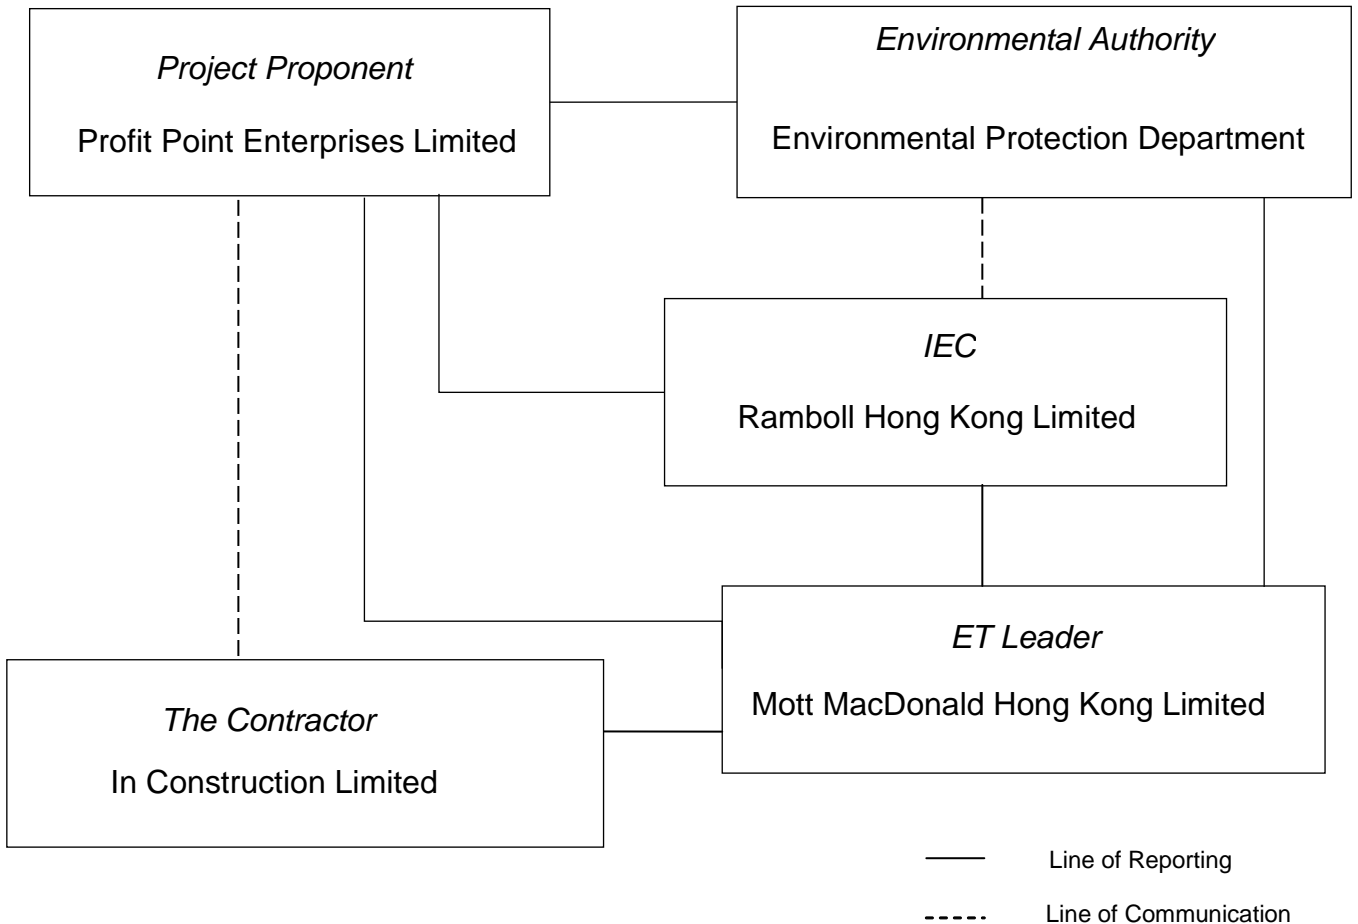 Project Proponent
Profit Point Enterprises Limited
Environmental Authority
Environmental Protection Department
IEC
Ramboll Hong Kong Limited
ET Leader
Mott MacDonald Hong Kong Limited
The Contractor
In Construction Limited
Line of Reporting
Line of Communication